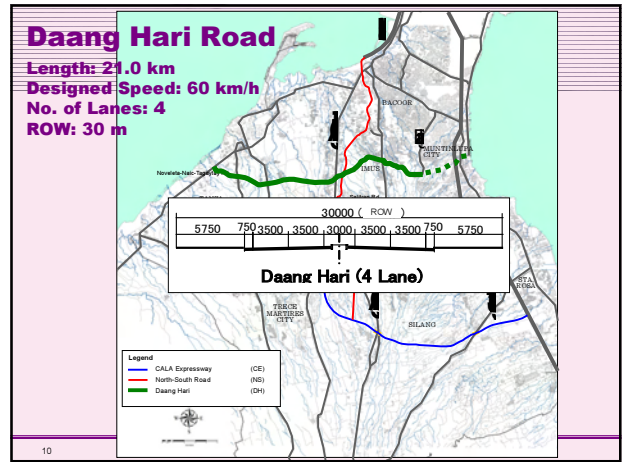 Daang Hari Road
Length: 21.0 km
Designed Speed: 60 km/h
No. of Lanes: 4
ROW: 30 m
BACOOR
MUNTINLUPA
CITY
IMUS
Noveleta-Naic-Tagaytay
30000 ( ROW )
5750 750 3500 3500 3000 3500 3500 750 5750
Daang Hari (4 Lane)
STA.
ROSA
TRECE
MARTIRES
CITY
SILANG
Legend
CALA Expressway (CE)
North-South Road (NS)
Daang Hari (DH)
10